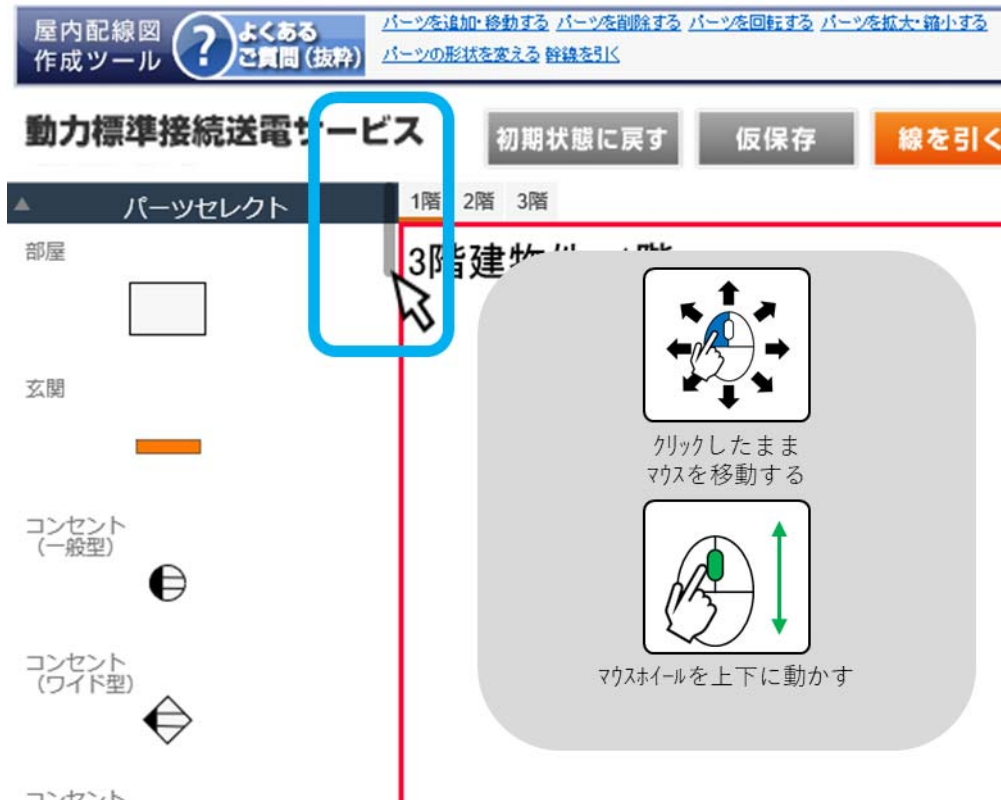 屋内配線図
作成ツール
?
よくある
ご質問(抜粋)
パーツを追加・移動する パーツを削除する パーツを回転する パーツを拡大・縮小する
パーツの形状を変える 幹線を引く
動力標準接続送電サービス
初期状態に戻す
仮保存
線を引く
パーツセレクト
1階 2階 3階
部屋
3階建物件
玄関
クリックしたまま
マウスを移動する
コンセント
(一般型)
コンセント
(ワイド型)
マウスホイールを上下に動かす
コンセント